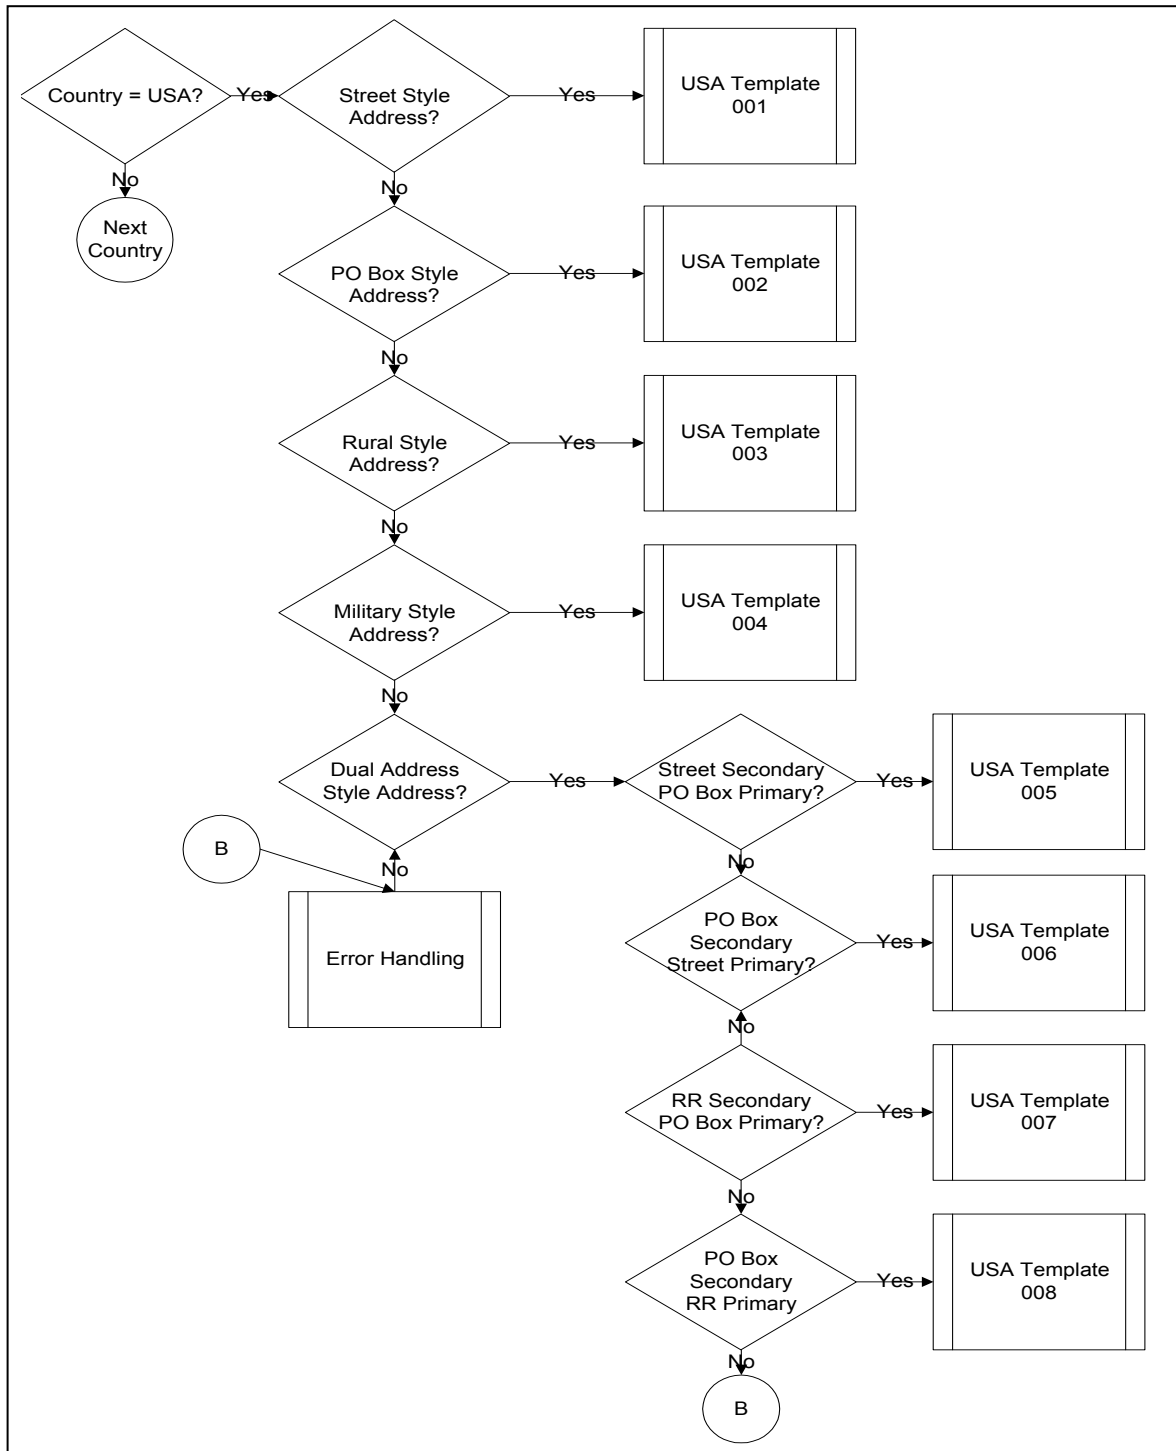 Country = USA?
Yes
Street Style
Address?
Yes
USA Template
001
No
Next
Country
No
PO Box Style
Address?
Yes
USA Template
002
No
Rural Style
Address?
Yes
USA Template
003
No
Military Style
Address?
Yes
USA Template
004
No
Dual Address
Style Address?
Yes
Street Secondary
PO Box Primary?
Yes
USA Template
005
B
No
Error Handling
No
PO Box
Secondary
Street Primary?
Yes
USA Template
006
No
RR Secondary
PO Box Primary?
Yes
USA Template
007
No
PO Box
Secondary
RR Primary
Yes
USA Template
008
No
B